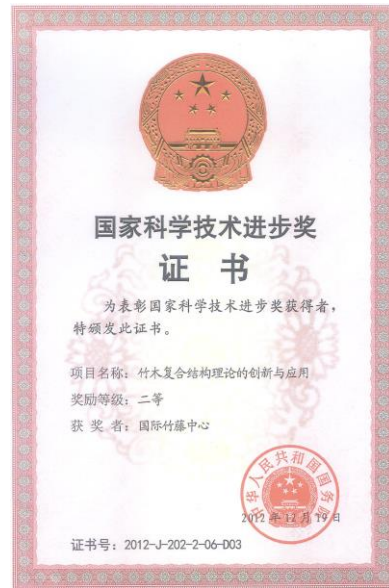 国家科学技术进步奖
证书
为表彰国家科学技术进步奖获得者，
特颁发此证书。
项目名称：竹木复合结构理论的创新与应用
奖励等级：二等
获奖者：国际竹藤中心
中华人民共和国国务院
2012年12月19日
证书号：2012-J-202-2-06-D03